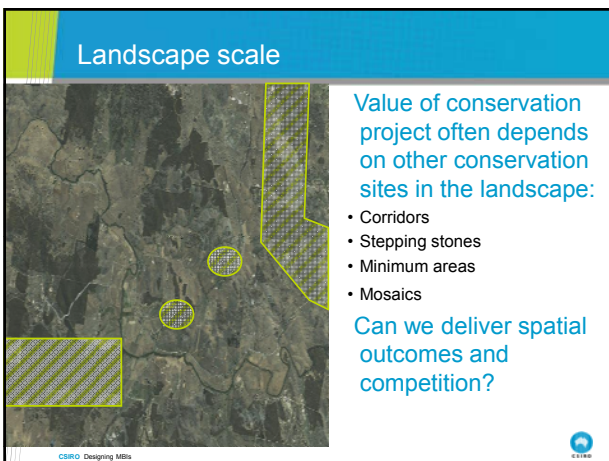 Landscape scale
Value of conservation
project often depends
on other conservation
sites in the landscape:
• Corridors
• Stepping stones
• Minimum areas
• Mosaics
Can we deliver spatial
outcomes and
competition?
CSIRO Designing MBIs
CSIRO